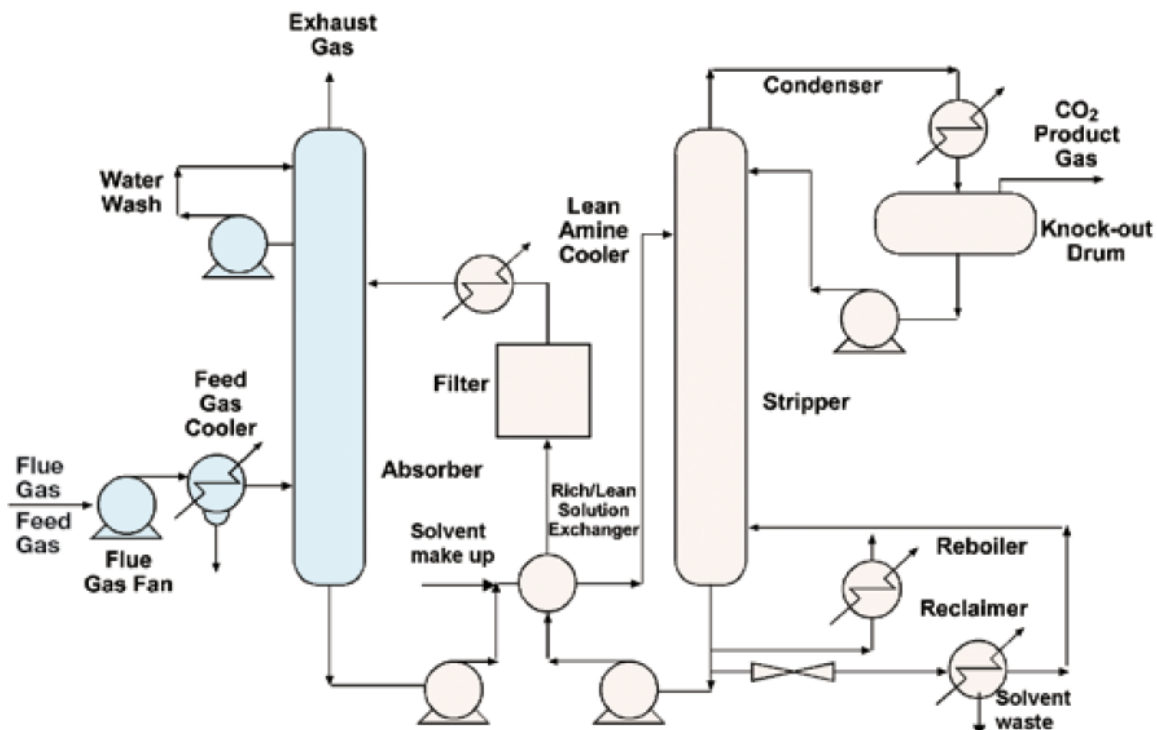 Exhaust
Gas
Condenser
CO₂
Product
Gas
Water
Wash
Lean
Amine
Cooler
Knock-out
Drum
Feed
Gas
Cooler
Filter
Stripper
Flue
Gas
Feed
Gas
Absorber
Rich/Lean
Solution
Exchanger
Solvent
make up
Flue
Gas Fan
Reboiler
Reclaimer
Solvent
waste